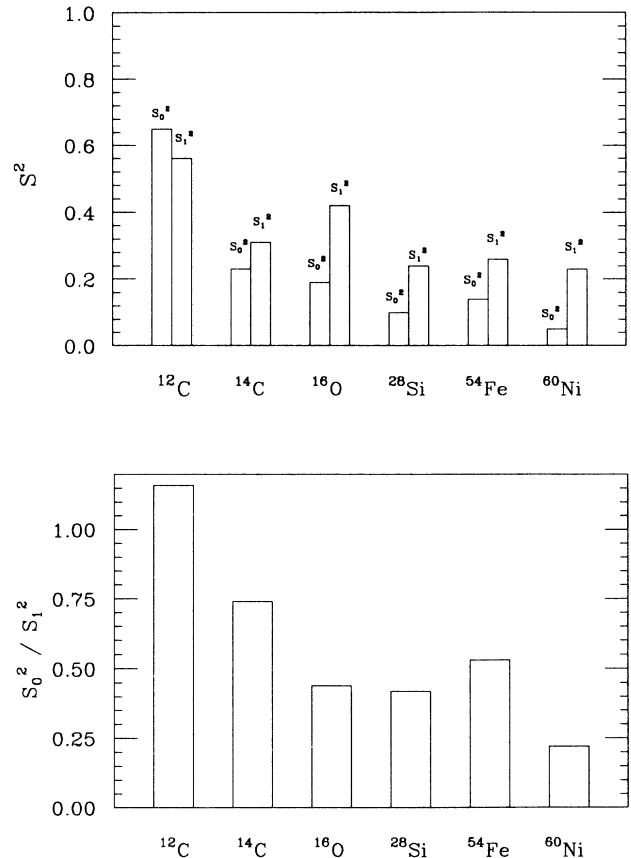 1.0
0.8
0.6
0.4
0.2
0.0
S²
S₀² S₁²
S₀² S₁²
S₀² S₁²
S₀² S₁²
S₀² S₁²
S₀² S₁²
¹²C ¹⁴C ¹⁶O ²⁸Si ⁵⁴Fe ⁶⁰Ni
1.00
0.75
0.50
0.25
0.00
S₀² / S₁²
¹²C ¹⁴C ¹⁶O ²⁸Si ⁵⁴Fe ⁶⁰Ni